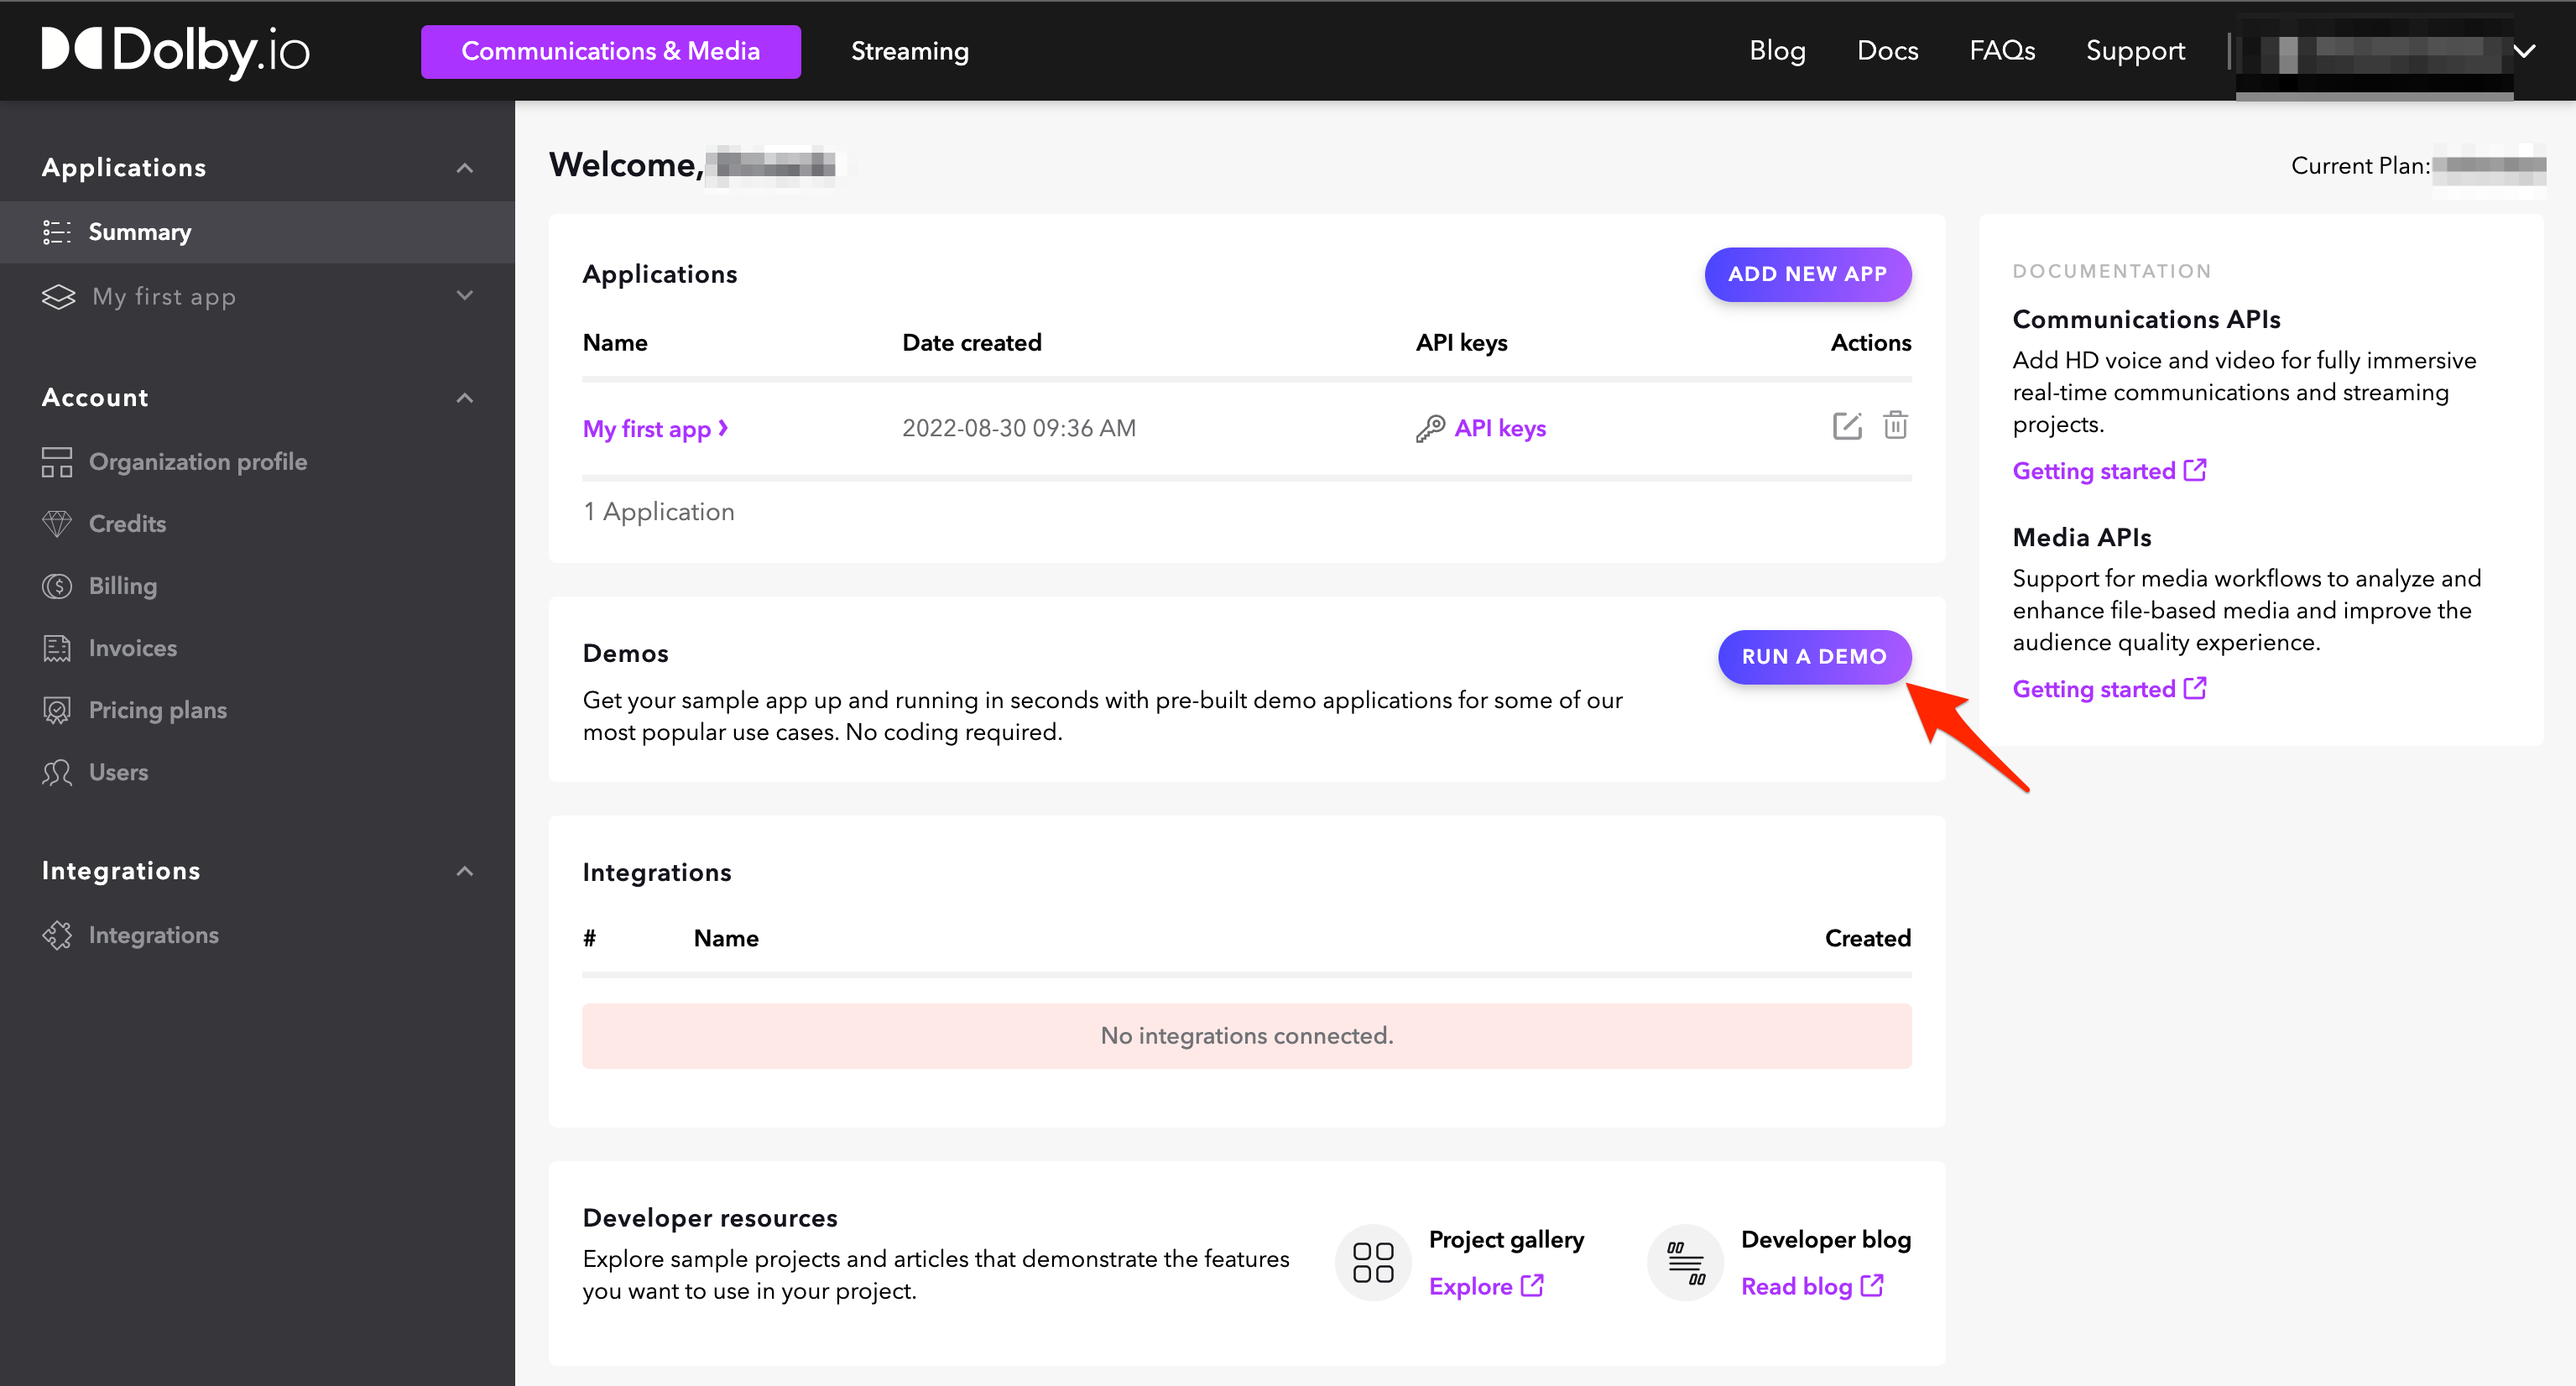 Dolby.io
Communications & Media
Streaming
Blog
Docs
FAQs
Support
Applications
Summary
My first app
Account
Organization profile
Credits
Billing
Invoices
Pricing plans
Users
Integrations
Integrations
Welcome,
Current Plan:
Applications
ADD NEW APP
Name
Date created
API keys
Actions
My first app ›
2022-08-30 09:36 AM
API keys
1 Application
Demos
RUN A DEMO
Get your sample app up and running in seconds with pre-built demo applications for some of our
most popular use cases. No coding required.
Integrations
#
Name
Created
No integrations connected.
Developer resources
Explore sample projects and articles that demonstrate the features
you want to use in your project.
Project gallery
Explore
Developer blog
Read blog
DOCUMENTATION
Communications APIs
Add HD voice and video for fully immersive
real-time communications and streaming
projects.
Getting started
Media APIs
Support for media workflows to analyze and
enhance file-based media and improve the
audience quality experience.
Getting started